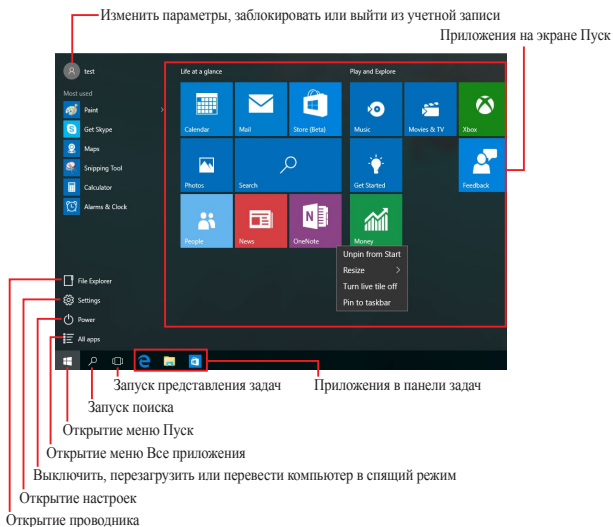 Изменить параметры, заблокировать или выйти из учетной записи
Приложения на экране Пуск
test
Life at a glance
Play and Explore
Most used
Paint
Get Skype
Maps
Snipping Tool
Calculator
Alarms & Clock
Calendar
Mail
Store (Beta)
Music
Movies & TV
Xbox
Photos
Search
Get Started
Feedback
People
News
OneNote
Money
Unpin from Start
Resize
Turn live tile off
Pin to taskbar
File Explorer
Settings
Power
All apps
Запуск представления задач
Приложения в панели задач
Запуск поиска
Открытие меню Пуск
Открытие меню Все приложения
Выключить, перезагрузить или перевести компьютер в спящий режим
Открытие настроек
Открытие проводника